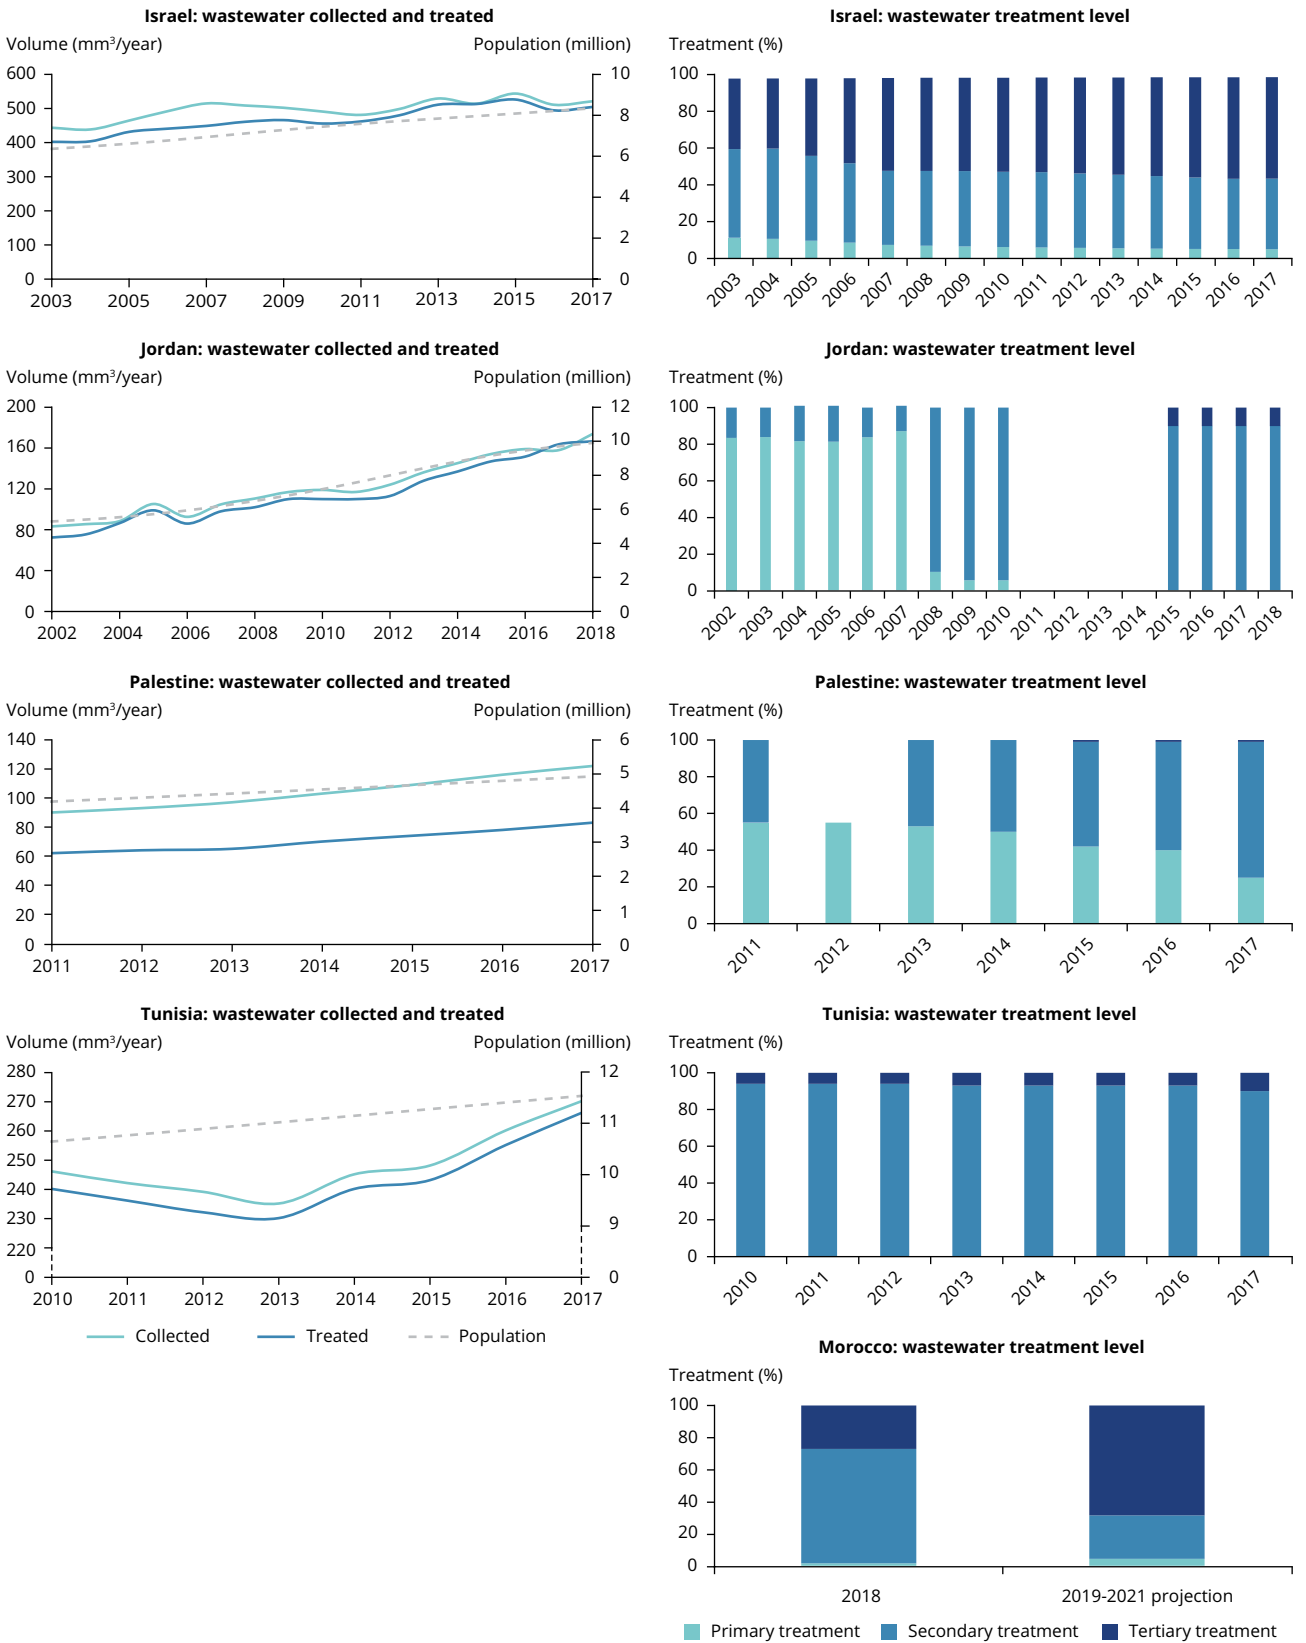 Israel: wastewater collected and treated
Volume (mm³/year)
Population (million)
600
500
400
300
200
100
0
10
8
6
4
2
0
2003 2005 2007 2009 2011 2013 2015 2017
Israel: wastewater treatment level
Treatment (%)
100
80
60
40
20
0
2003 2004 2005 2006 2007 2008 2009 2010 2011 2012 2013 2014 2015 2016 2017
Jordan: wastewater collected and treated
Volume (mm³/year)
Population (million)
200
160
120
80
40
0
12
10
8
6
4
2
0
2002 2004 2006 2008 2010 2012 2014 2016 2018
Jordan: wastewater treatment level
Treatment (%)
100
80
60
40
20
0
2002 2003 2004 2005 2006 2007 2008 2009 2010 2011 2012 2013 2014 2015 2016 2017 2018
Palestine: wastewater collected and treated
Volume (mm³/year)
Population (million)
140
120
100
80
60
40
20
0
6
5
4
3
2
1
0
2011 2012 2013 2014 2015 2016 2017
Palestine: wastewater treatment level
Treatment (%)
100
80
60
40
20
0
2011 2012 2013 2014 2015 2016 2017
Tunisia: wastewater collected and treated
Volume (mm³/year)
Population (million)
280
270
260
250
240
230
220
0
12
11
10
9
0
2010 2011 2012 2013 2014 2015 2016 2017
Collected Treated Population
Tunisia: wastewater treatment level
Treatment (%)
100
80
60
40
20
0
2010 2011 2012 2013 2014 2015 2016 2017
Morocco: wastewater treatment level
Treatment (%)
100
80
60
40
20
0
2018 2019-2021 projection
Primary treatment Secondary treatment Tertiary treatment